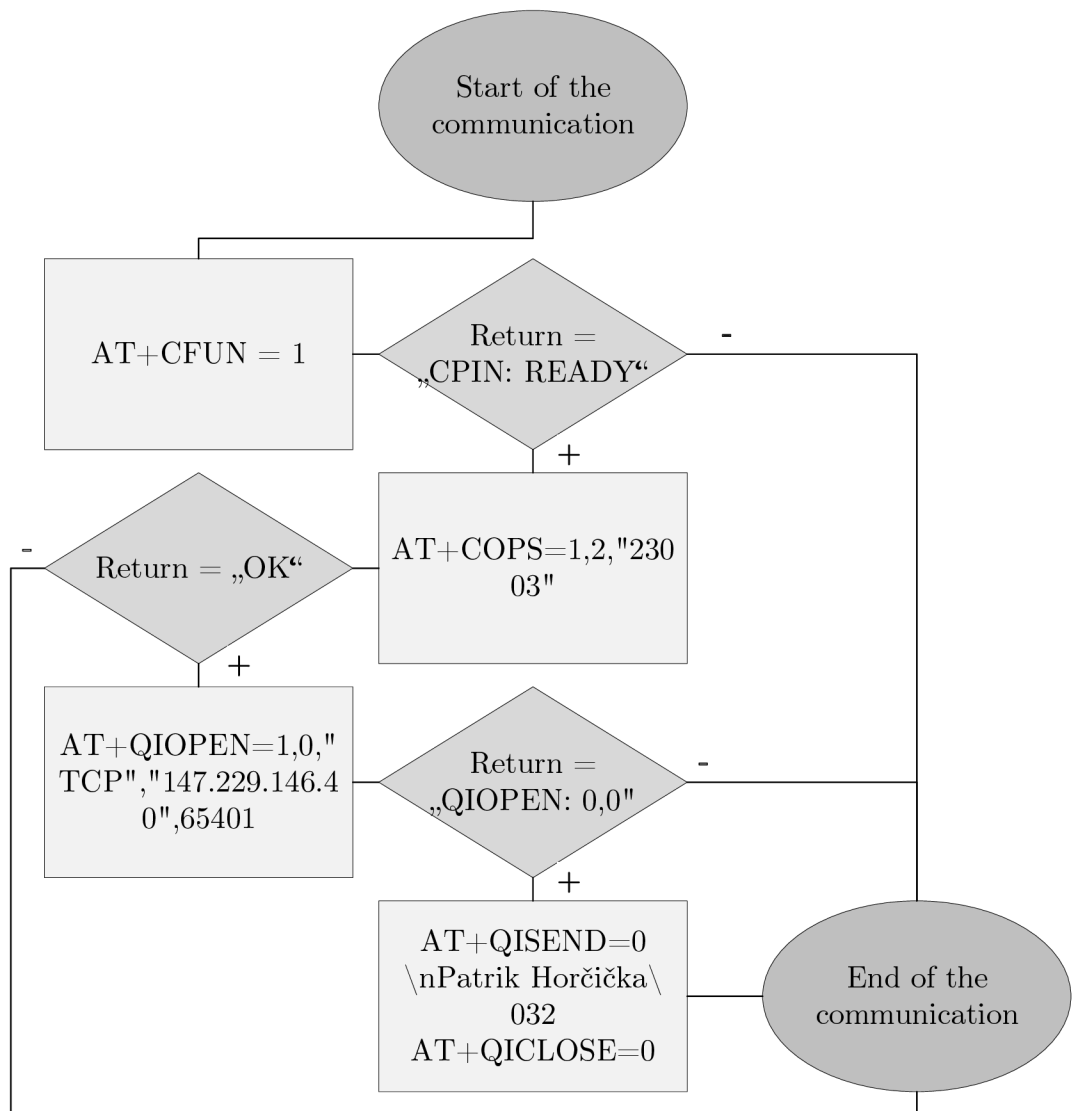 Start of the
communication
AT+CFUN = 1
Return =
„CPIN: READY“
-
+
AT+COPS=1,2,"230
03"
Return = „OK“
-
+
AT+QIOPEN=1,0,"
TCP","147.229.146.4
0",65401
Return =
„QIOPEN: 0,0"
-
+
AT+QISEND=0
\nPatrik Horčička\
032
AT+QICLOSE=0
End of the
communication